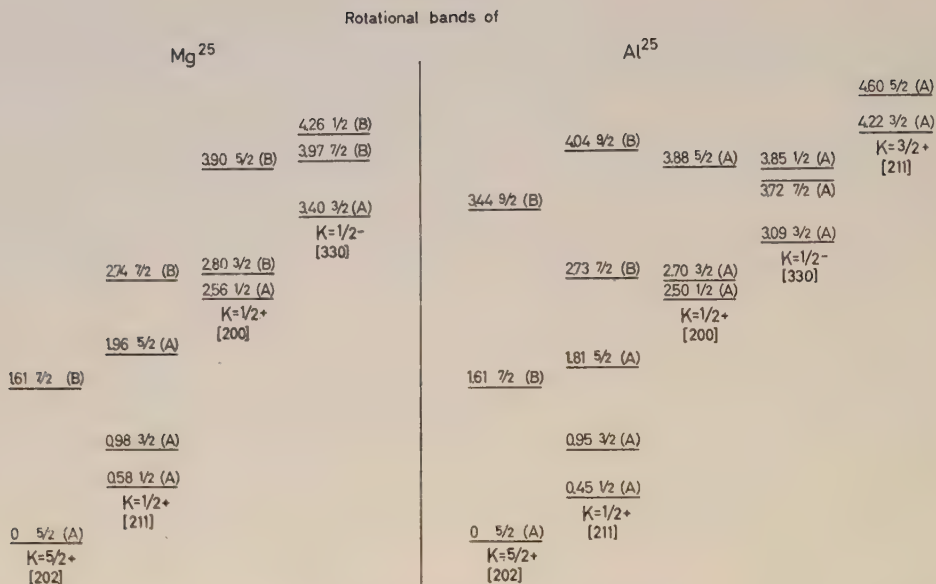 Rotational bands of
Mg²⁵
4.26 1/2 (B)
3.90 5/2 (B)
3.97 7/2 (B)
3.40 3/2 (A)
K=1/2-
[330]
2.74 7/2 (B)
2.80 3/2 (B)
2.56 1/2 (A)
K=1/2+
[200]
1.96 5/2 (A)
1.61 7/2 (B)
0.98 3/2 (A)
0.58 1/2 (A)
K=1/2+
[211]
0 5/2 (A)
K=5/2+
[202]
Al²⁵
4.60 5/2 (A)
4.22 3/2 (A)
K=3/2+
[211]
4.04 9/2 (B)
3.88 5/2 (A)
3.85 1/2 (A)
3.72 7/2 (A)
3.44 9/2 (B)
3.09 3/2 (A)
K=1/2-
[330]
2.73 7/2 (B)
2.70 3/2 (A)
2.50 1/2 (A)
K=1/2+
[200]
1.81 5/2 (A)
1.61 7/2 (B)
0.95 3/2 (A)
0.45 1/2 (A)
K=1/2+
[211]
0 5/2 (A)
K=5/2+
[202]